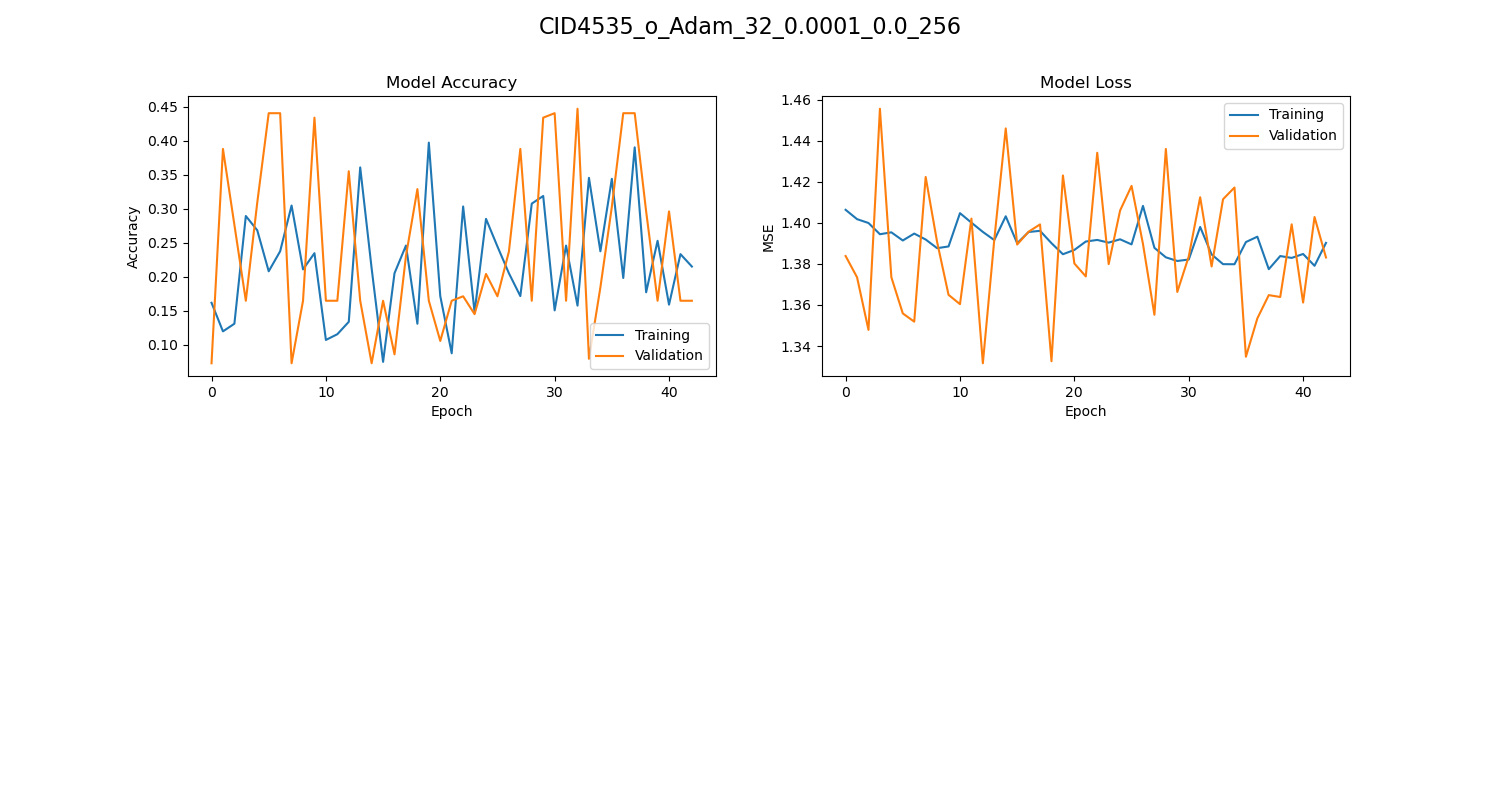 CID4535_o_Adam_32_0.0001_0.0_256
Model Accuracy
0.45
0.40
0.35
0.30
0.25
0.20
0.15
0.10
Accuracy
Training
Validation
0
10
20
30
40
Epoch
Model Loss
1.46
1.44
1.42
1.40
1.38
1.36
1.34
MSE
Training
Validation
0
10
20
30
40
Epoch